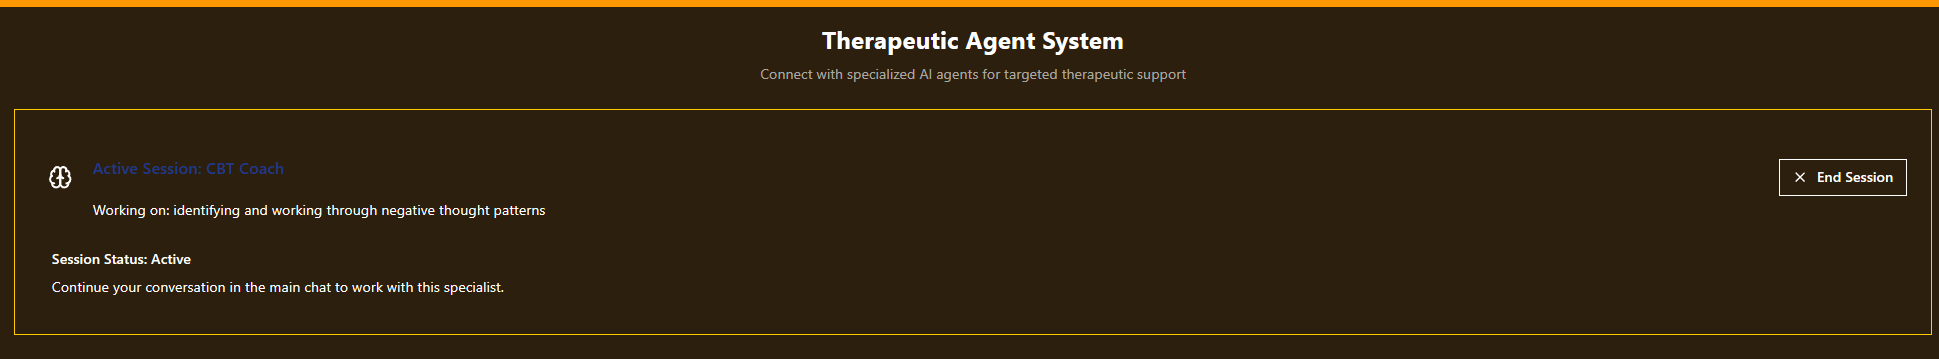 Therapeutic Agent System
Connect with specialized AI agents for targeted therapeutic support
Active Session: CBT Coach
End Session
Working on: identifying and working through negative thought patterns
Session Status: Active
Continue your conversation in the main chat to work with this specialist.